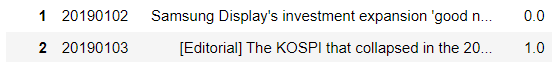 1 20190102 Samsung Display's investment expansion 'good n... 0.0
2 20190103 [Editorial] The KOSPI that collapsed in the 20... 1.0